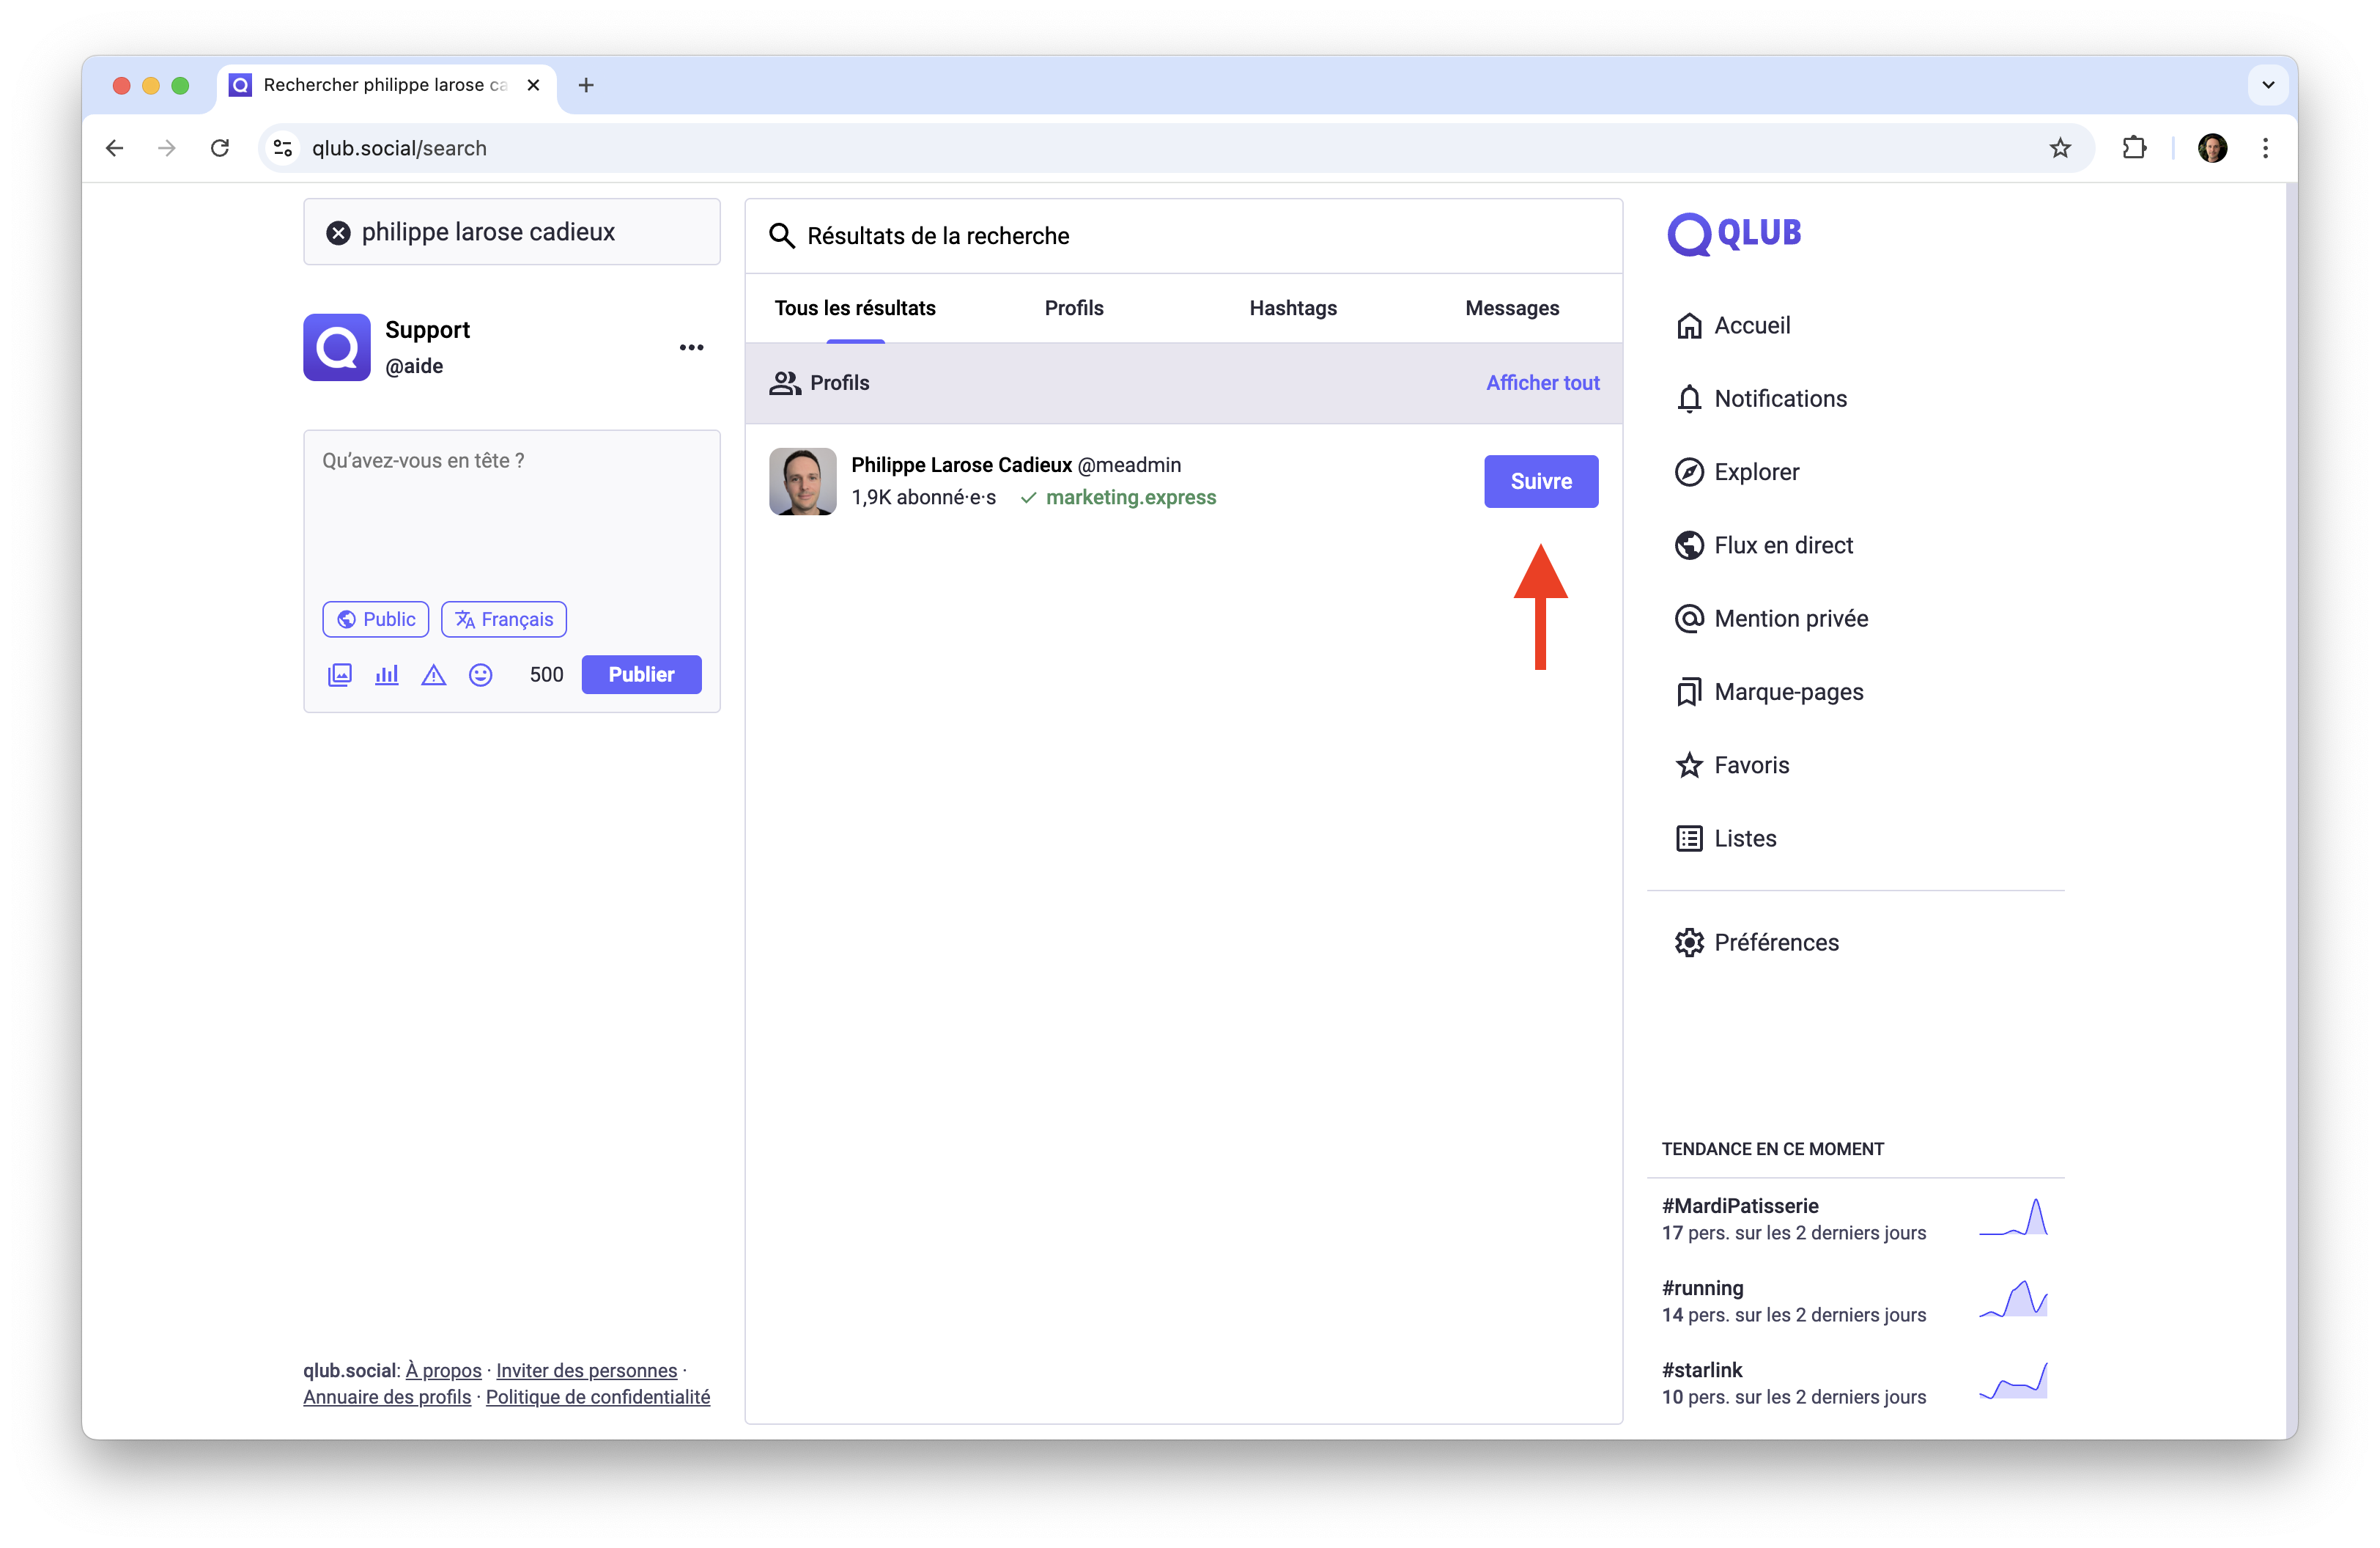 Rechercher philippe larose ca
qlub.social/search
philippe larose cadieux
Support
@aide
Qu'avez-vous en tête ?
Public
Français
500
Publier
qlub.social: À propos · Inviter des personnes ·
Annuaire des profils · Politique de confidentialité
Résultats de la recherche
Tous les résultats
Profils
Hashtags
Messages
Profils
Afficher tout
Philippe Larose Cadieux @meadmin
1,9K abonné·e·s marketing.express
Suivre
QLUB
Accueil
Notifications
Explorer
Flux en direct
Mention privée
Marque-pages
Favoris
Listes
Préférences
TENDANCE EN CE MOMENT
#MardiPatisserie
17 pers. sur les 2 derniers jours
#running
14 pers. sur les 2 derniers jours
#starlink
10 pers. sur les 2 derniers jours